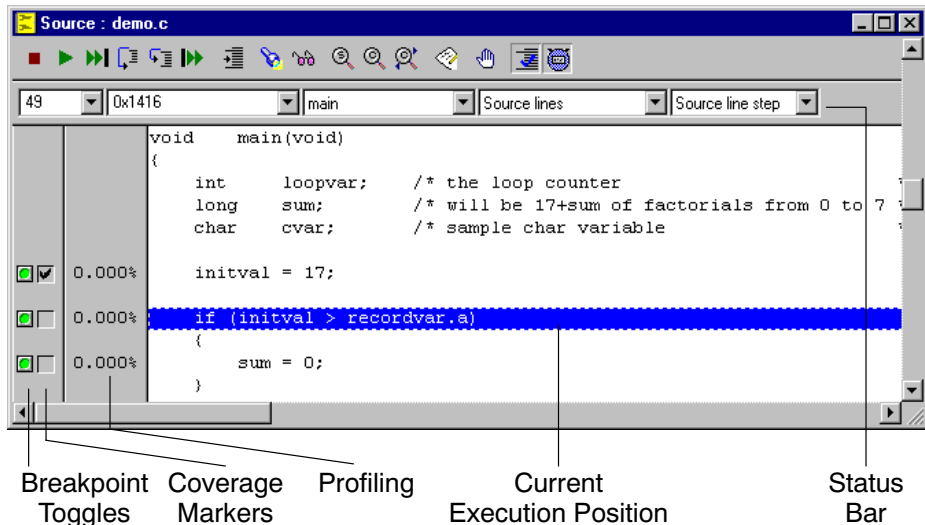 Source : demo.c
49 0x1416 main Source lines Source line step
void main(void)
{
int loopvar; /* the loop counter
long sum; /* will be 17+sum of factorials from 0 to 7 *
char cvar; /* sample char variable *
0.000% initval = 17;
0.000% if (initval > recordvar.a)
{
0.000% sum = 0;
}
Breakpoint Toggles
Coverage Markers
Profiling
Current Execution Position
Status Bar